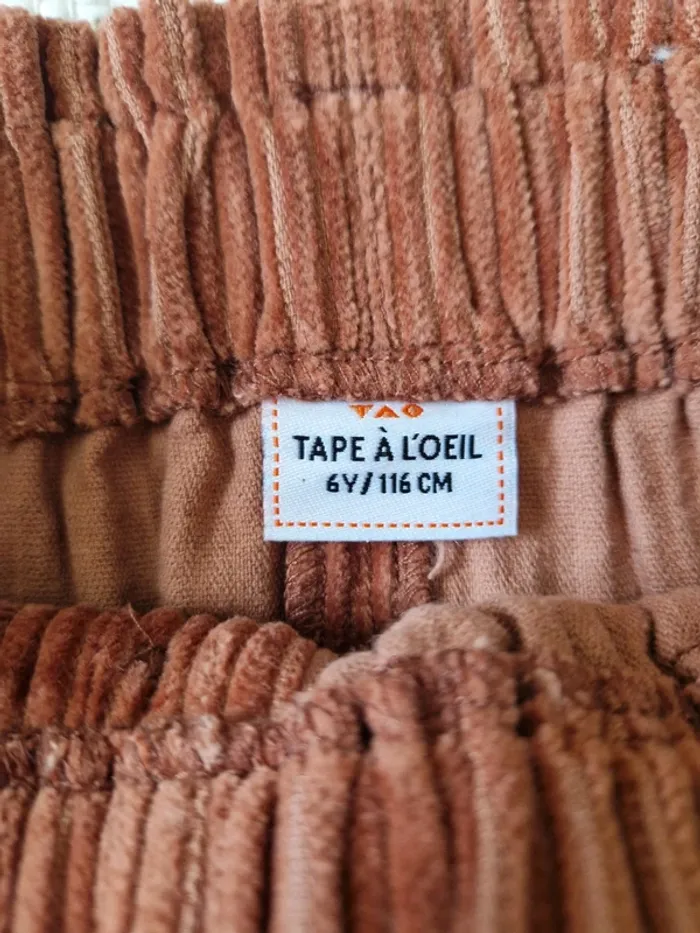 TAO
TAPE À L'OEIL
6Y/116 CM